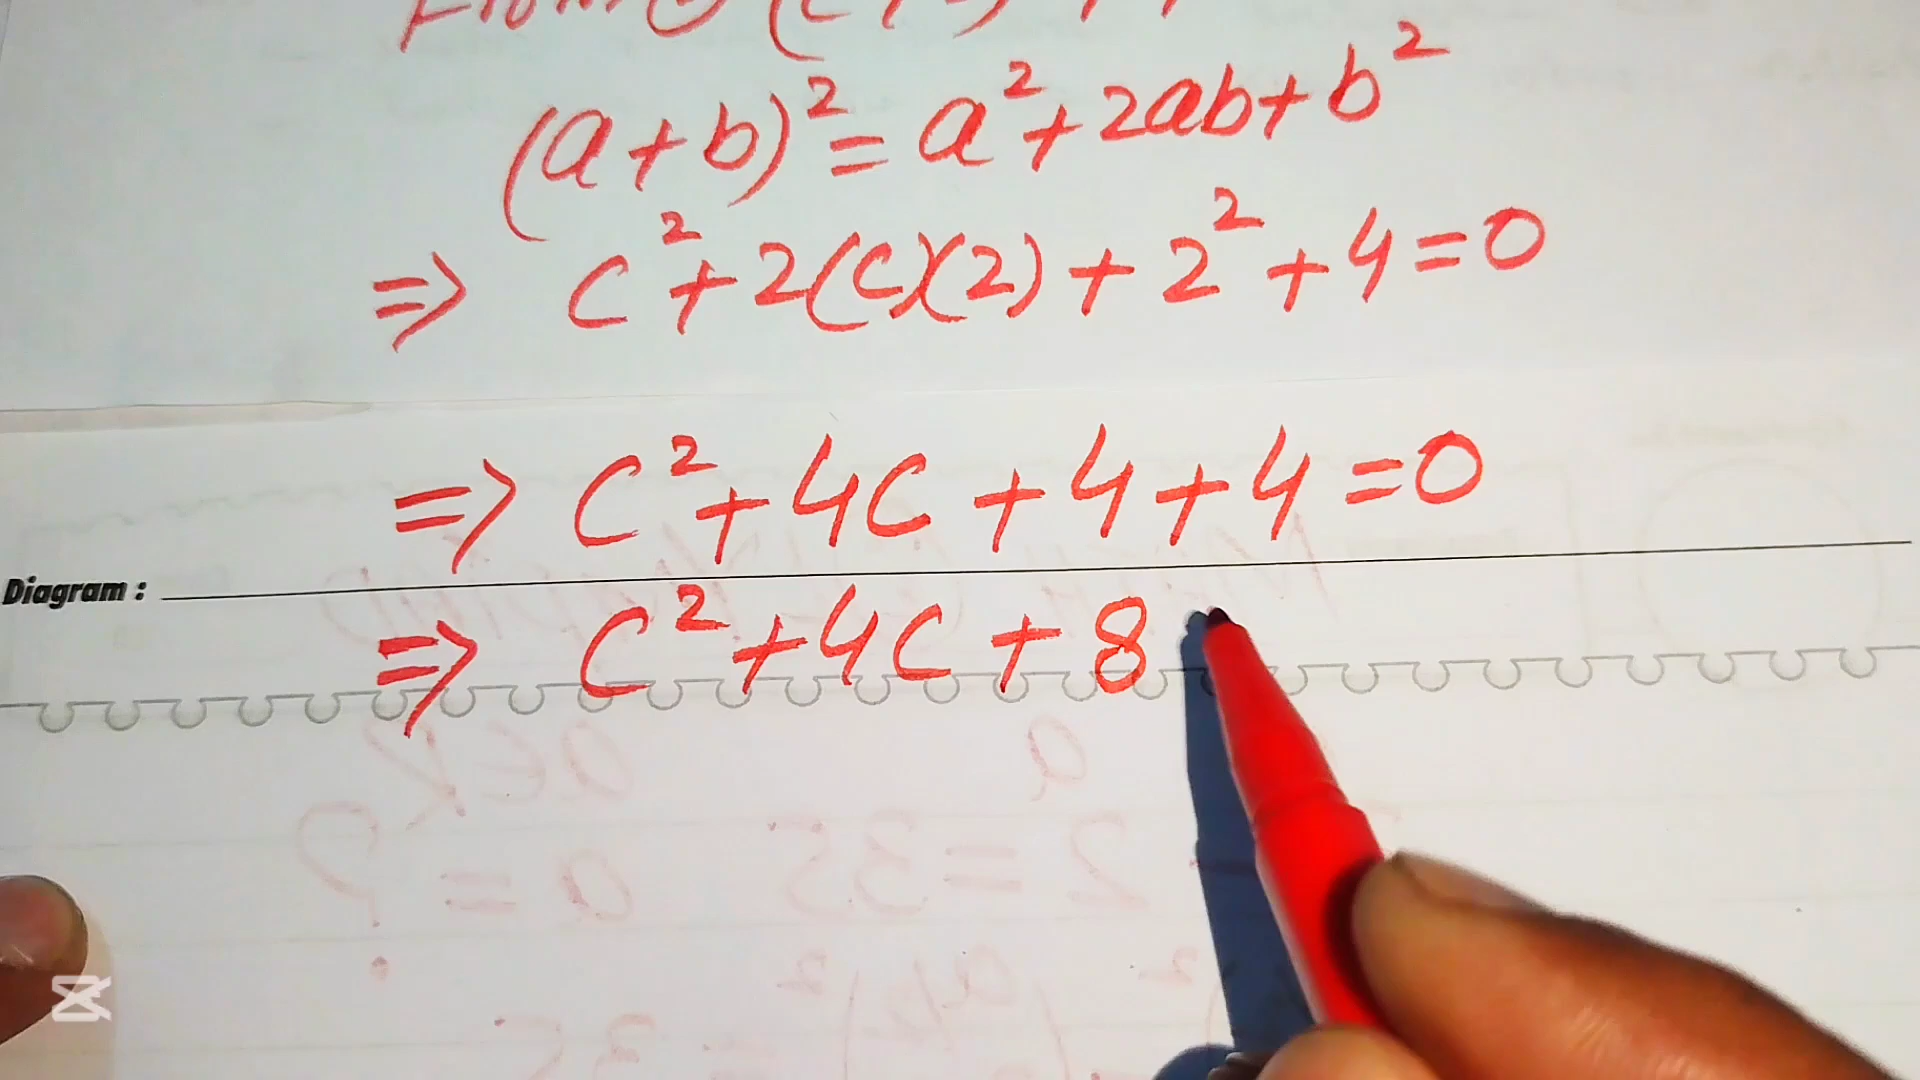 (a+b)² = a² + 2ab + b²
⇒ c² + 2(c)(2) + 2² + 4 = 0
⇒ c² + 4c + 4 + 4 = 0
Diagram :
⇒ c² + 4c + 8